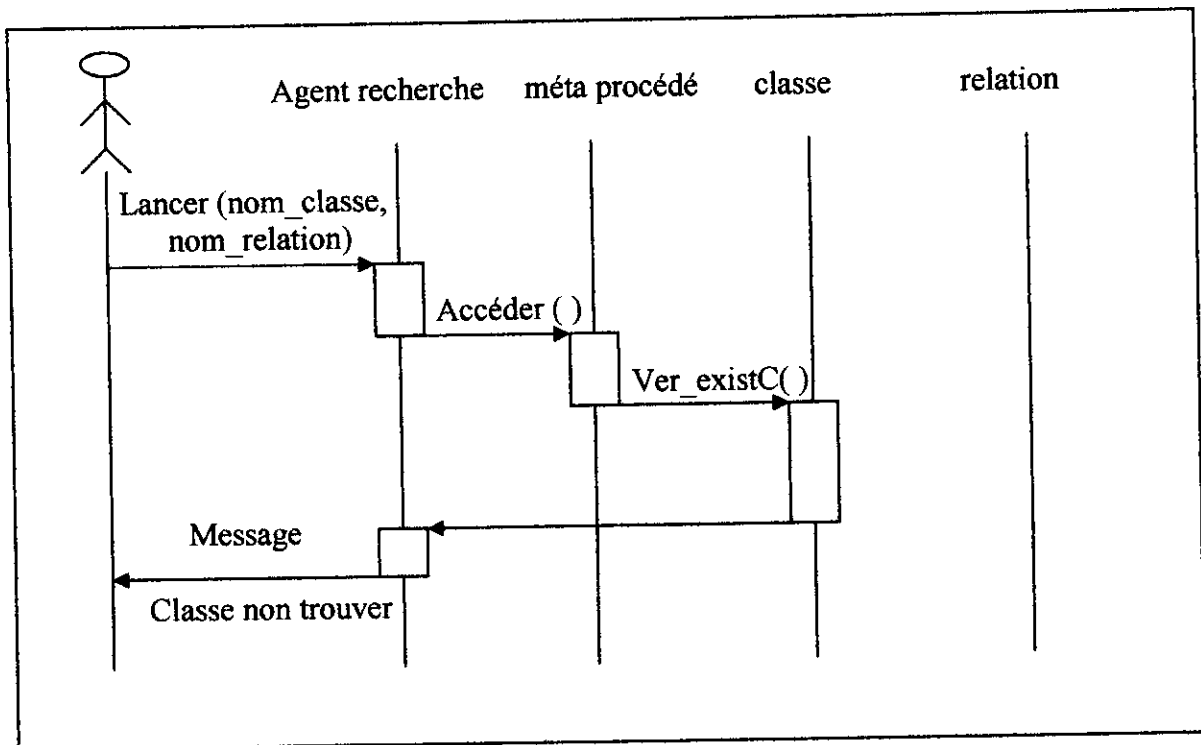 Agent recherche
méta procédé
classe
relation
Lancer (nom_classe,
nom_relation)
Accéder ( )
Ver_existC( )
Message
Classe non trouver